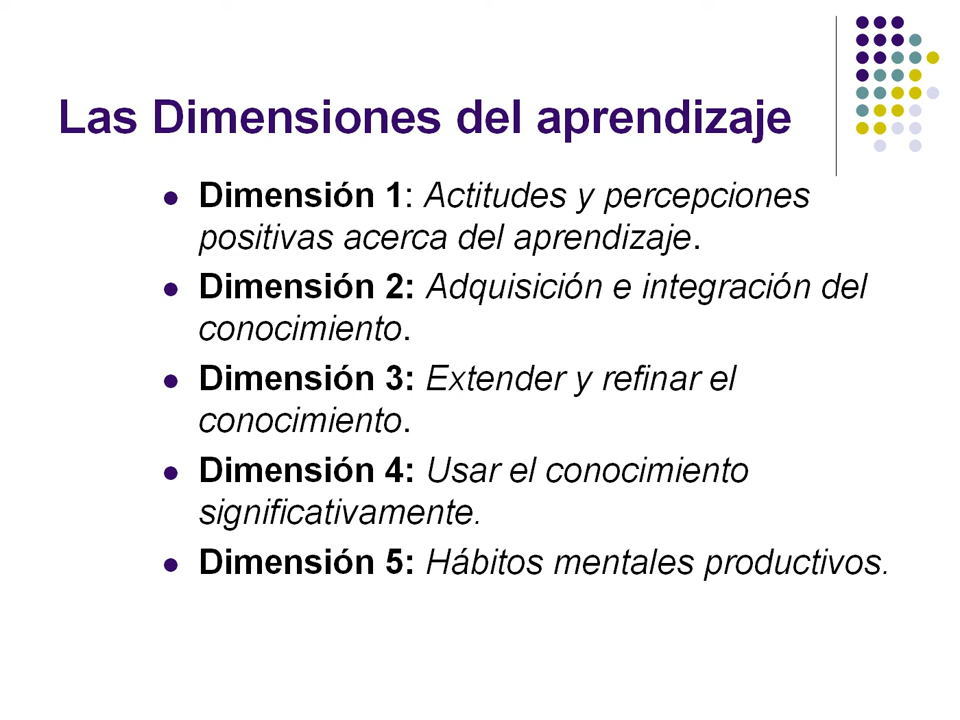 Las Dimensiones del aprendizaje
Dimensión 1: Actitudes y percepciones
positivas acerca del aprendizaje.
Dimensión 2: Adquisición e integración del
conocimiento.
Dimensión 3: Extender y refinar el
conocimiento.
Dimensión 4: Usar el conocimiento
significativamente.
Dimensión 5: Hábitos mentales productivos.